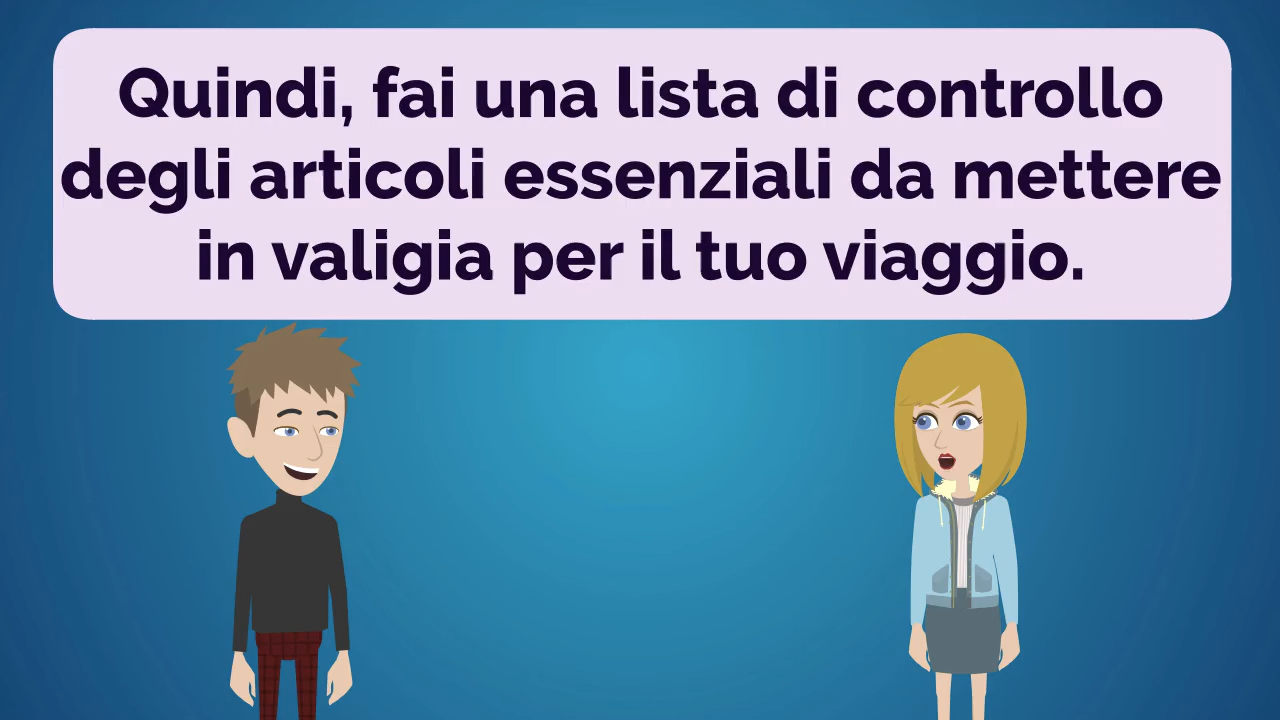 Quindi, fai una lista di controllo
degli articoli essenziali da mettere
in valigia per il tuo viaggio.